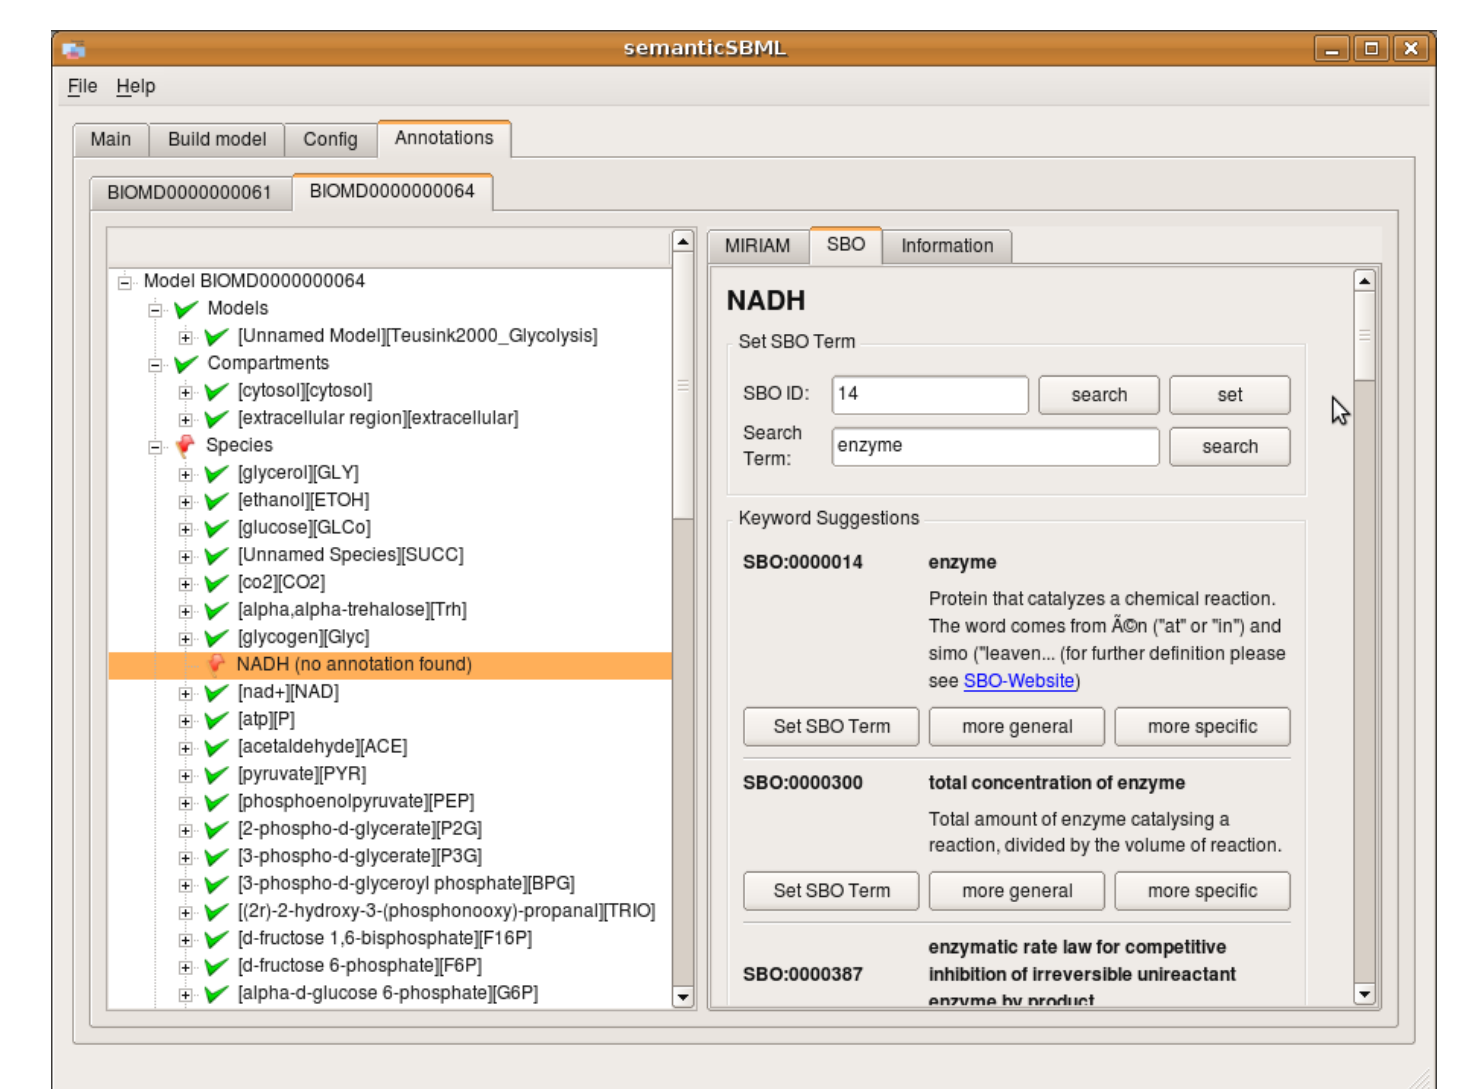 semanticSBML
File Help
Main Build model Config Annotations
BIOMD0000000061 BIOMD0000000064
Model BIOMD0000000064
Models
[Unnamed Model][Teusink2000_Glycolysis]
Compartments
[cytosol][cytosol]
[extracellular region][extracellular]
Species
[glycerol][GLY]
[ethanol][ETOH]
[glucose][GLCo]
[Unnamed Species][SUCC]
[co2][CO2]
[alpha,alpha-trehalose][Trh]
[glycogen][Glyc]
NADH (no annotation found)
[nad+][NAD]
[atp][P]
[acetaldehyde][ACE]
[pyruvate][PYR]
[phosphoenolpyruvate][PEP]
[2-phospho-d-glycerate][P2G]
[3-phospho-d-glycerate][P3G]
[3-phospho-d-glyceroyl phosphate][BPG]
[(2r)-2-hydroxy-3-(phosphonooxy)-propanal][TRIO]
[d-fructose 1,6-bisphosphate][F16P]
[d-fructose 6-phosphate][F6P]
[alpha-d-glucose 6-phosphate][G6P]
MIRIAM SBO Information
NADH
Set SBO Term
SBO ID: 14 search set
Search
Term: enzyme search
Keyword Suggestions
SBO:0000014 enzyme
Protein that catalyzes a chemical reaction.
The word comes from Ã©n ("at" or "in") and
simo ("leaven... (for further definition please
see SBO-Website)
Set SBO Term more general more specific
SBO:0000300 total concentration of enzyme
Total amount of enzyme catalysing a
reaction, divided by the volume of reaction.
Set SBO Term more general more specific
enzymatic rate law for competitive
SBO:0000387 inhibition of irreversible unireactant
enzyme by product